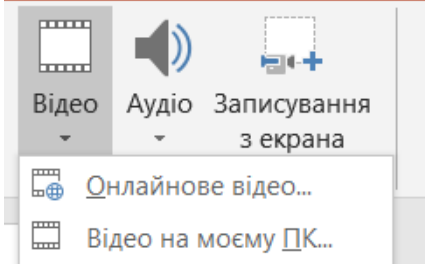 Відео Аудіо Записування
з екрана
Онлайнове відео...
Відео на моєму ПК...